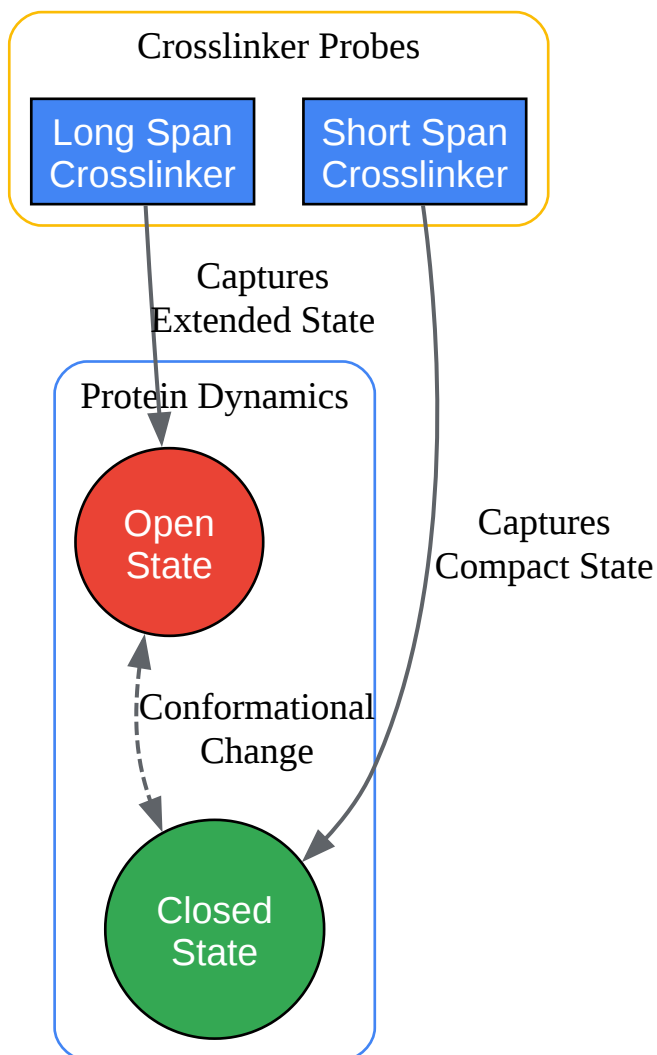 Crosslinker Probes
Long Span
Crosslinker
Short Span
Crosslinker
Captures
Extended State
Protein Dynamics
Open
State
Captures
Compact State
Conformational
Change
Closed
State